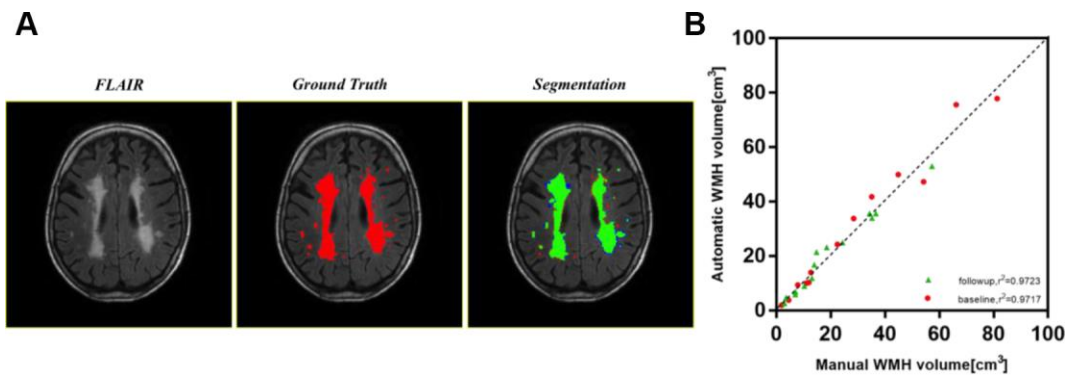 A
FLAIR
Ground Truth
Segmentation
B
Automatic WMH volume[cm³]
100
80
60
40
20
0
followup,r²=0.9723
baseline,r²=0.9717
0 20 40 60 80 100
Manual WMH volume[cm³]